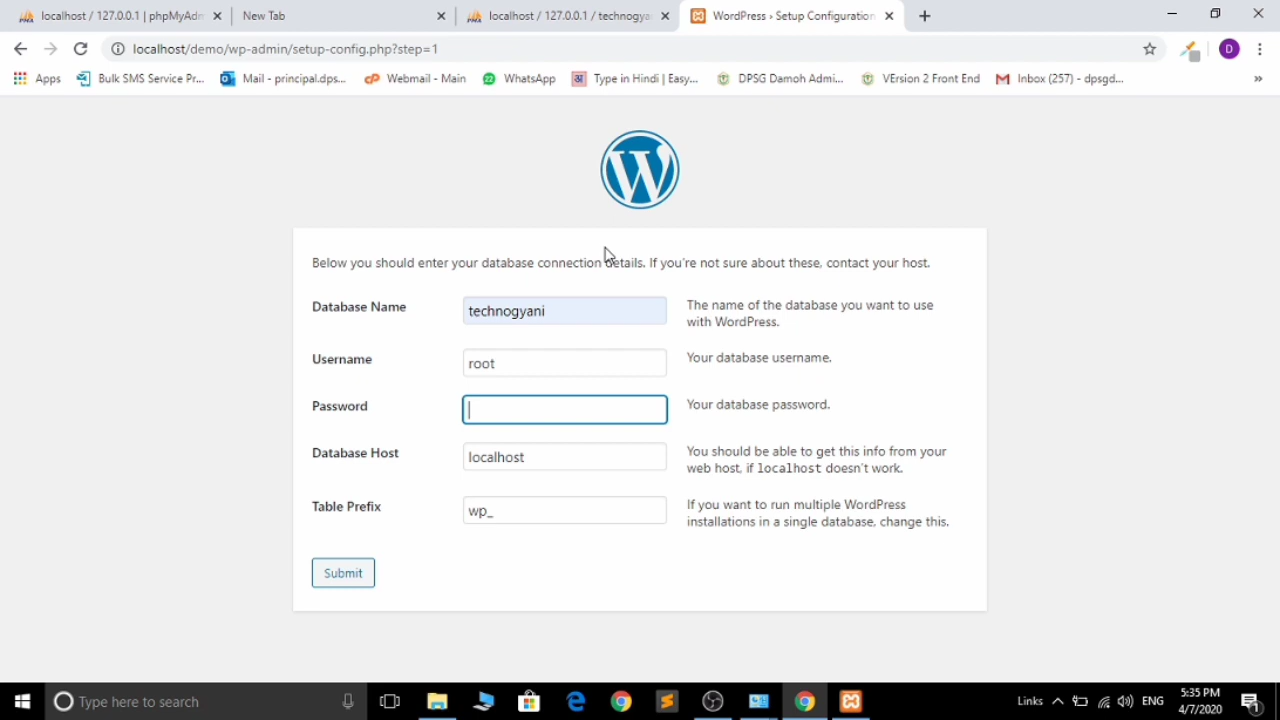 localhost / 127.0.0.1 | phpMyAdm
New Tab
localhost / 127.0.0.1 / technogya
WordPress › Setup Configuration
localhost/demo/wp-admin/setup-config.php?step=1
D
Apps
Bulk SMS Service Pr...
Mail - principal.dps...
Webmail - Main
WhatsApp
Type in Hindi | Easy...
DPSG Damoh Admi...
VErsion 2 Front End
Inbox (257) - dpsgd...
»
Below you should enter your database connection details. If you're not sure about these, contact your host.
Database Name
technogyani
The name of the database you want to use
with WordPress.
Username
root
Your database username.
Password
Your database password.
Database Host
localhost
You should be able to get this info from your
web host, if localhost doesn't work.
Table Prefix
wp_
If you want to run multiple WordPress
installations in a single database, change this.
Submit
Type here to search
Links
ENG
5:35 PM
4/7/2020
1